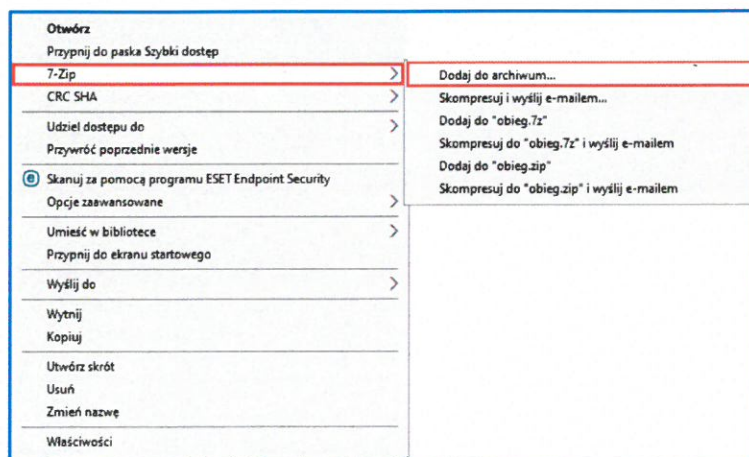 Otwórz
Przypnij do paska Szybki dostęp
7-Zip
CRC SHA
Udziel dostępu do
Przywróć poprzednie wersje
Skanuj za pomocą programu ESET Endpoint Security
Opcje zaawansowane
Umieść w bibliotece
Przypnij do ekranu startowego
Wyślij do
Wytnij
Kopiuj
Utwórz skrót
Usuń
Zmień nazwę
Właściwości
Dodaj do archiwum...
Skompresuj i wyślij e-mailem...
Dodaj do "obieg.7z"
Skompresuj do "obieg.7z" i wyślij e-mailem
Dodaj do "obieg.zip"
Skompresuj do "obieg.zip" i wyślij e-mailem